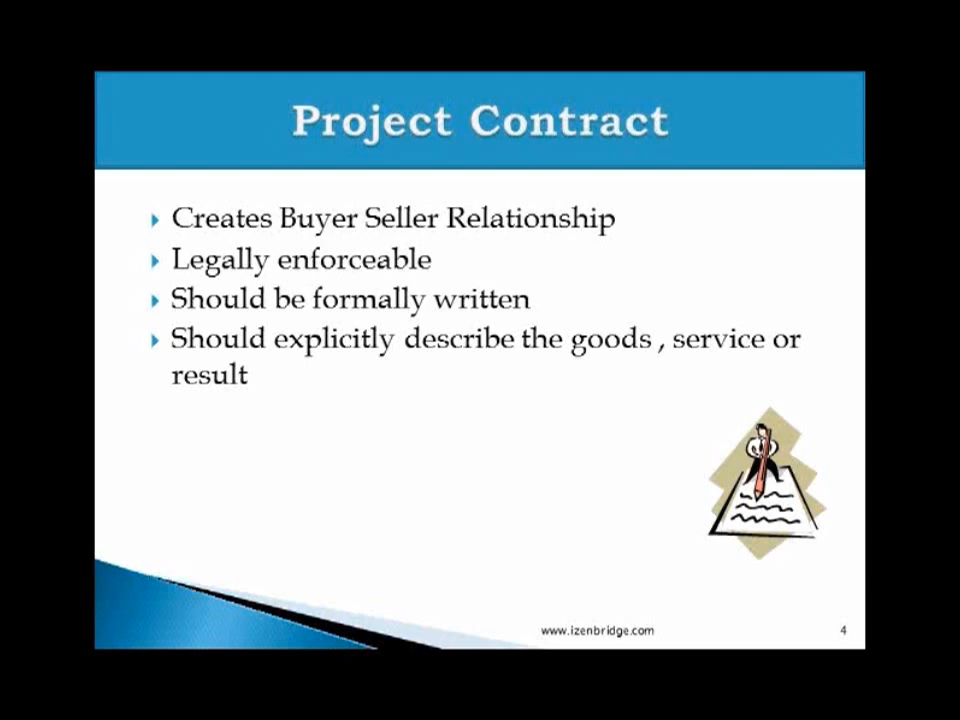 Project Contract
Creates Buyer Seller Relationship
Legally enforceable
Should be formally written
Should explicitly describe the goods , service or
result
www.izenbridge.com
4